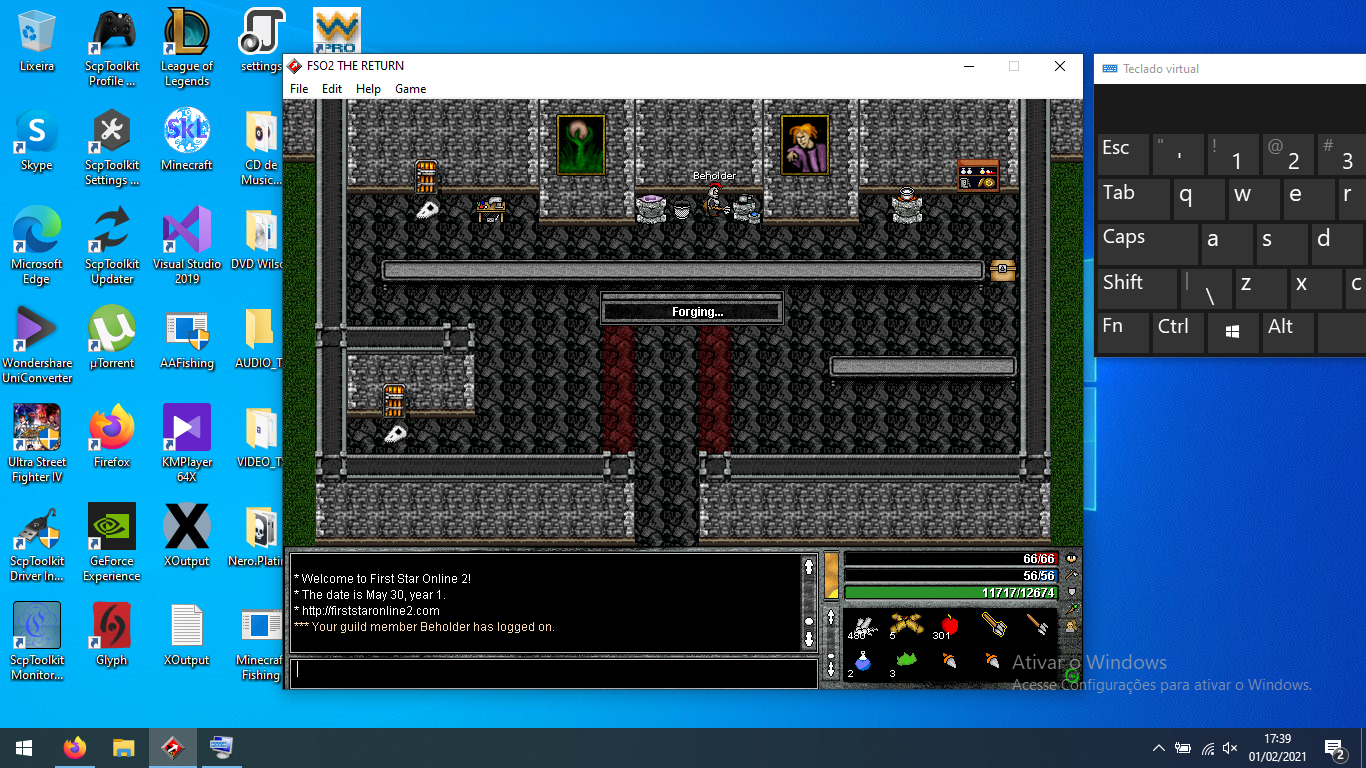 Lixeira
ScpToolkit
Profile ...
League of
Legends
settings
PRO
Skype
ScpToolkit
Settings ...
SKL
Minecraft
CD de
Music...
Microsoft
Edge
ScpToolkit
Updater
Visual Studio
2019
DVD Wilso
Wondershare
UniConverter
µTorrent
AAFishing
AUDIO_T
Ultra Street
Fighter IV
Firefox
KMPlayer
64X
VIDEO_T
ScpToolkit
Driver In...
GeForce
Experience
XOutput
Nero.Plati
ScpToolkit
Monitor...
Glyph
XOutput
Minecraf
Fishing
FSO2 THE RETURN
File Edit Help Game
Beholder
Forging...
* Welcome to First Star Online 2!
* The date is May 30, year 1.
* http://firststaronline2.com
*** Your guild member Beholder has logged on.
66/66
56/56
11717/12674
5
301
2
3
Teclado virtual
Esc " ' ! 1 @ 2 # 3
Tab q w e r
Caps a s d
Shift | \ z x c
Fn Ctrl Alt
Ativar o Windows
Acesse Configurações para ativar o Windows.
17:39
01/02/2021
2